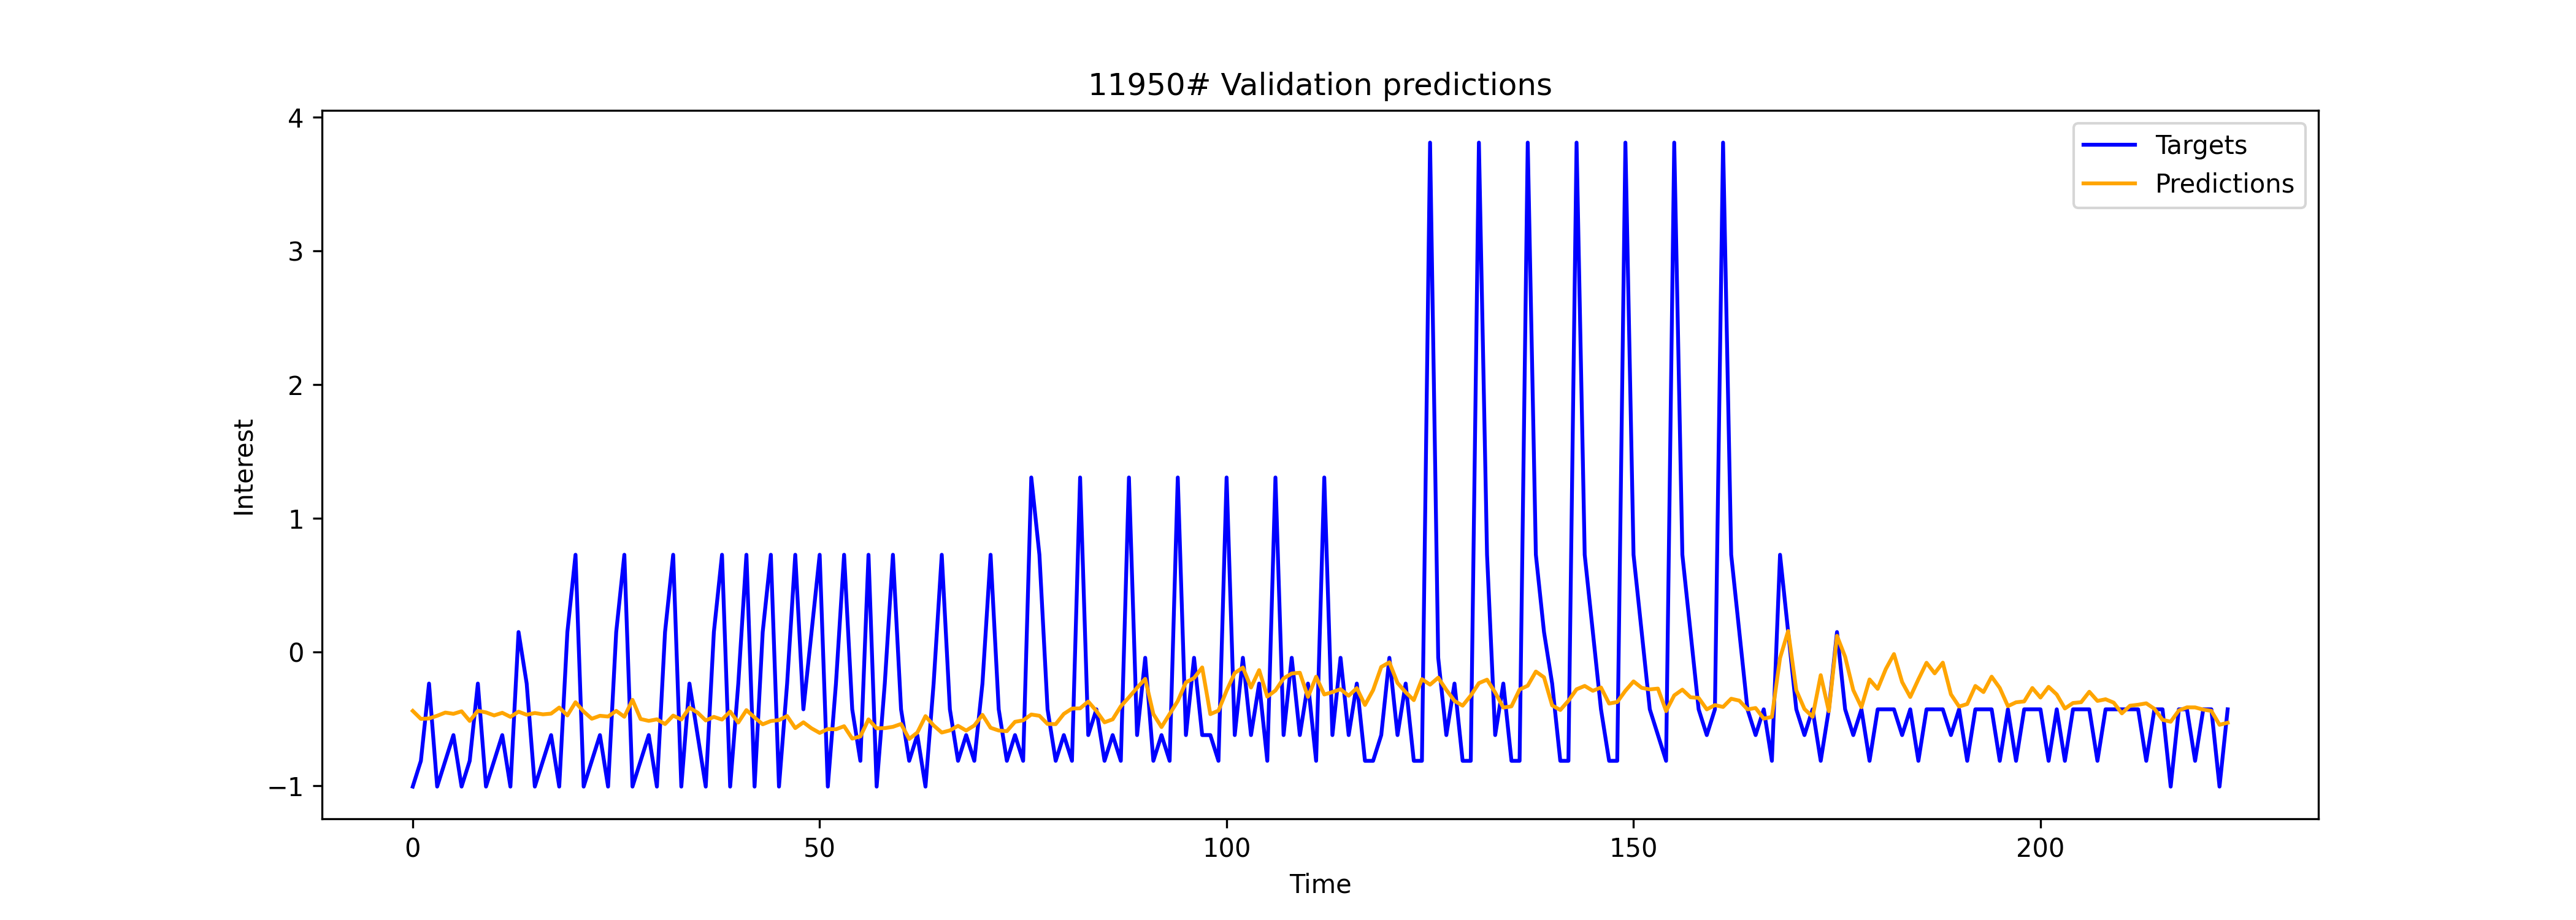 11950# Validation predictions
Targets
Predictions
Interest
4
3
2
1
0
−1
0
50
100
150
200
Time